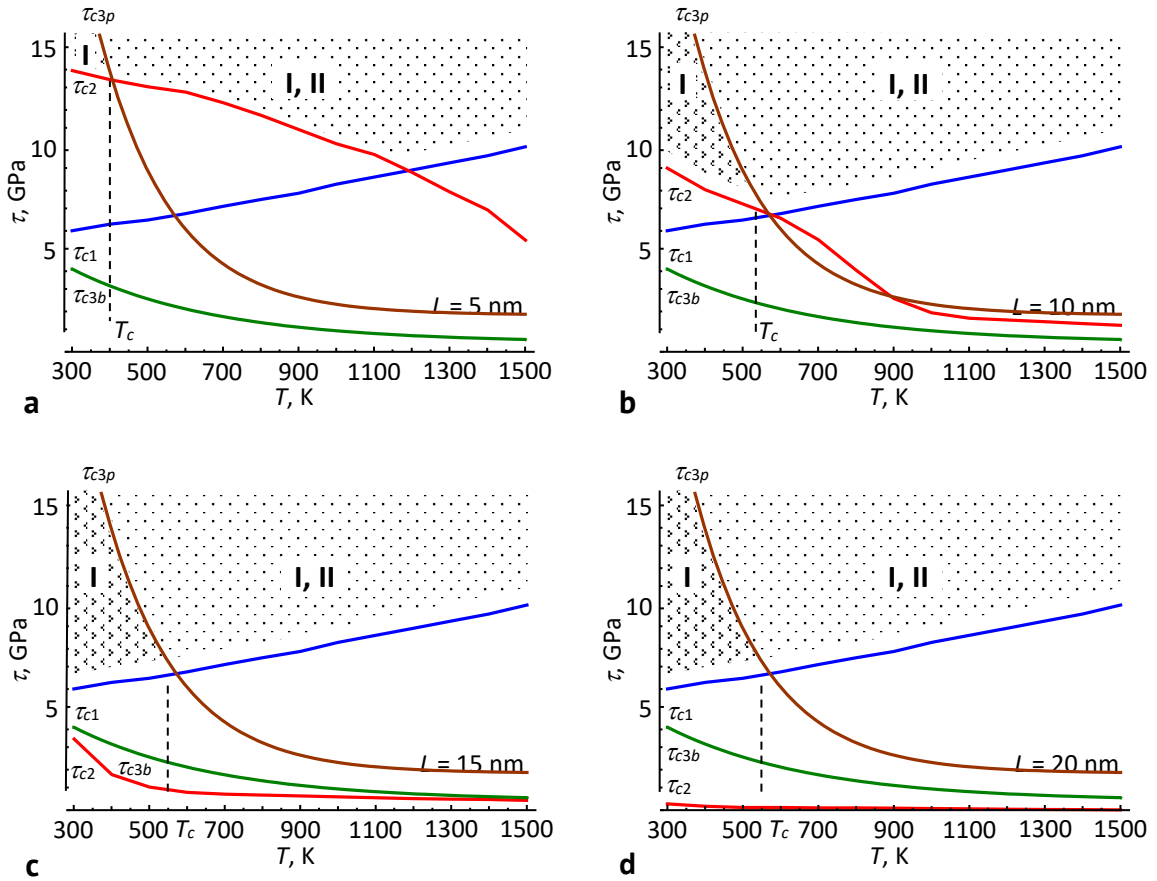 τc3p
15
10
5
τ, GPa
I
I, II
τc2
τc1
τc3b
Tc
L = 5 nm
300 500 700 900 1100 1300 1500
T, K
a
τc3p
15
10
5
τ, GPa
I
I, II
τc2
τc1
τc3b
Tc
L = 10 nm
300 500 700 900 1100 1300 1500
T, K
b
τc3p
15
10
5
τ, GPa
I
I, II
τc1
τc2
τc3b
L = 15 nm
300 500 Tc 700 900 1100 1300 1500
T, K
c
τc3p
15
10
5
τ, GPa
I
I, II
τc1
τc3b
τc2
L = 20 nm
300 500 Tc 700 900 1100 1300 1500
T, K
d